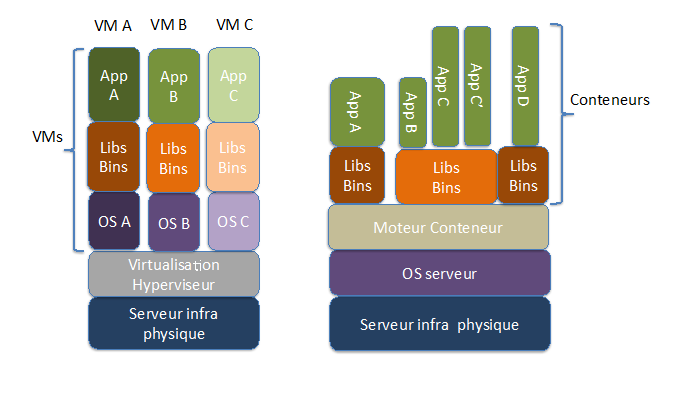 VM A
VM B
VM C
VMs
App
A
App
B
App
C
Libs
Bins
Libs
Bins
Libs
Bins
OS A
OS B
OS C
Virtualisation
Hyperviseur
Serveur infra
physique
App A
App B
App C
App C’
App D
Conteneurs
Libs
Bins
Libs
Bins
Libs
Bins
Moteur Conteneur
OS serveur
Serveur infra  physique